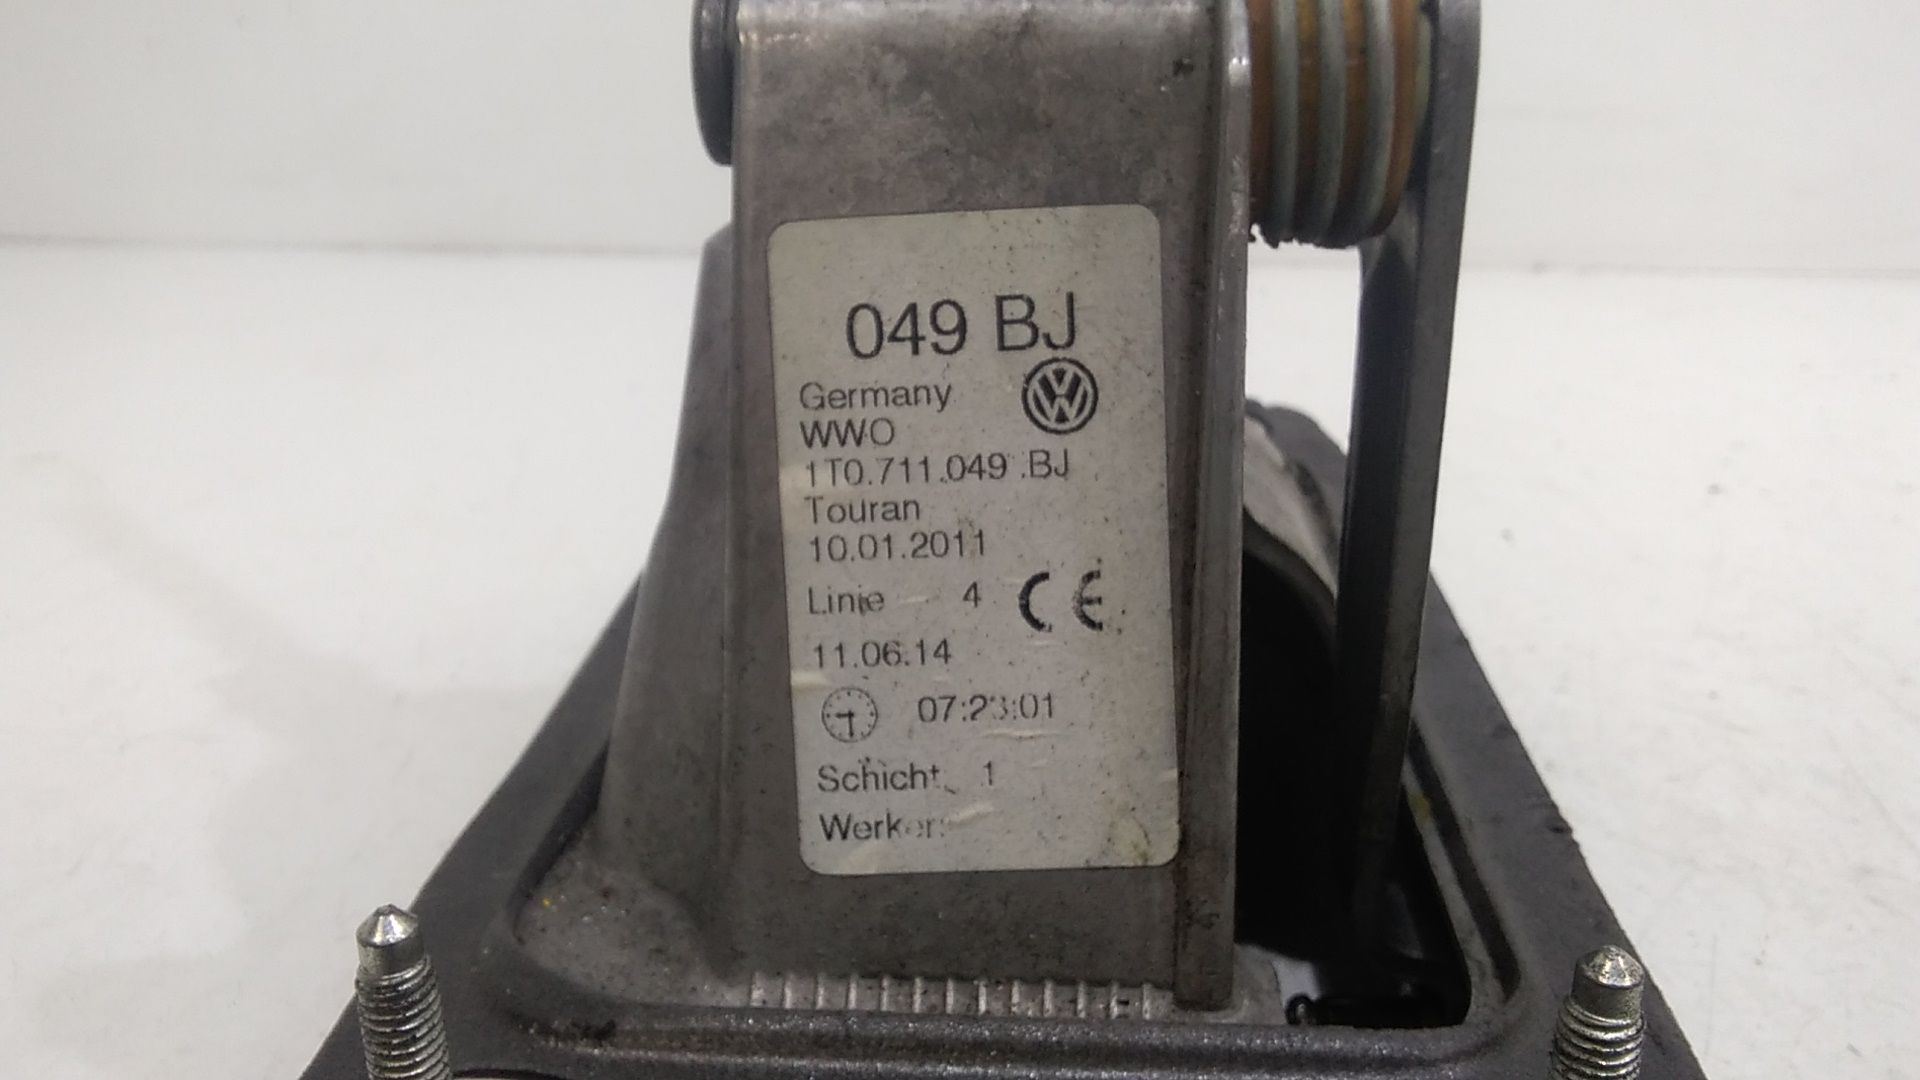 049 BJ
Germany
WWO
1T0.711.049 .BJ
Touran
10.01.2011
Linie 4 CE
11.06.14
07:23:01
Schicht 1
Werker: